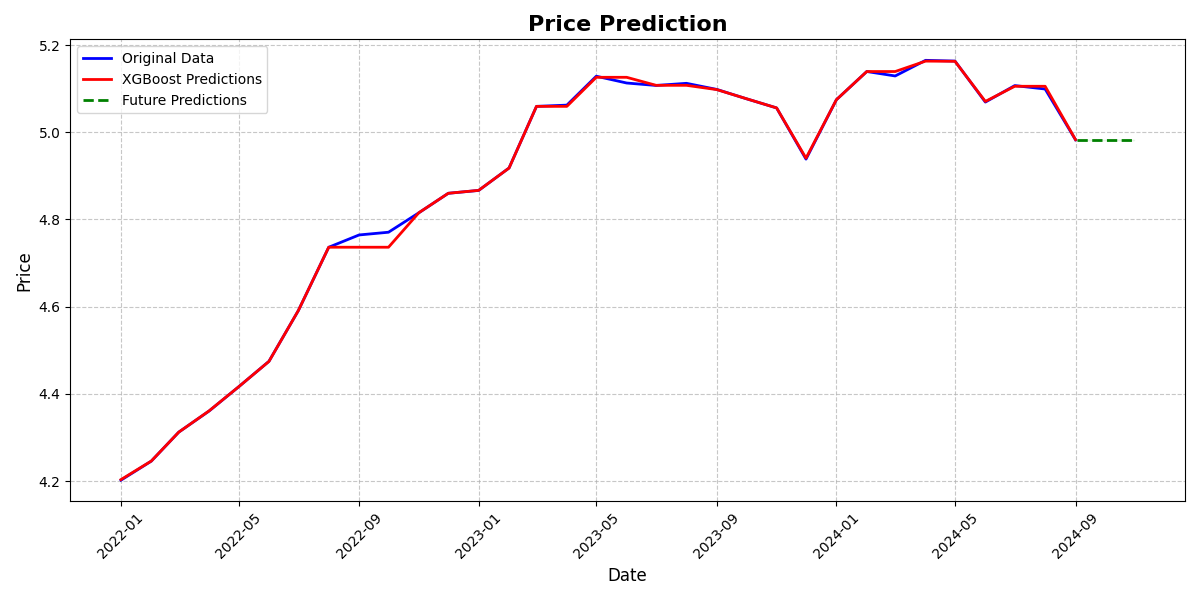 Price Prediction
Original Data
XGBoost Predictions
Future Predictions
5.2
5.0
4.8
4.6
4.4
4.2
Price
2022-01
2022-05
2022-09
2023-01
2023-05
2023-09
2024-01
2024-05
2024-09
Date